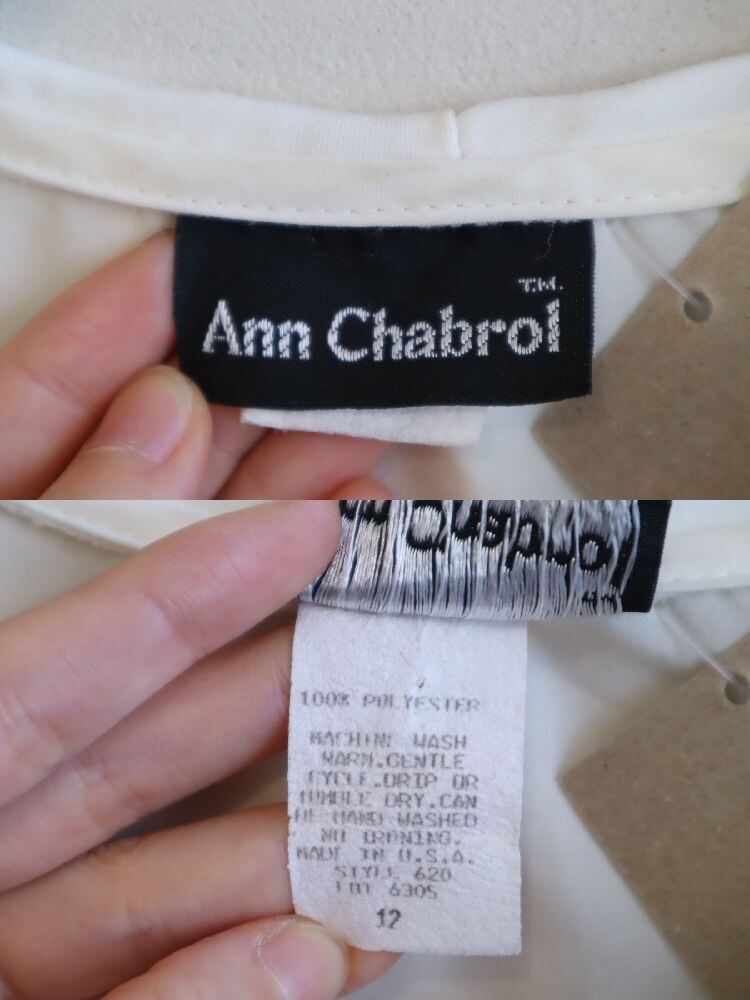 T.M.
Ann Chabrol
100% POLYESTER
MACHINE WASH
WARM.GENTLE
CYCLE.DRIP OR
TUMBLE DRY.CAN
BE HAND WASHED
NO IRONING.
MADE IN U.S.A.
STYLE 620
LOT 6305
12